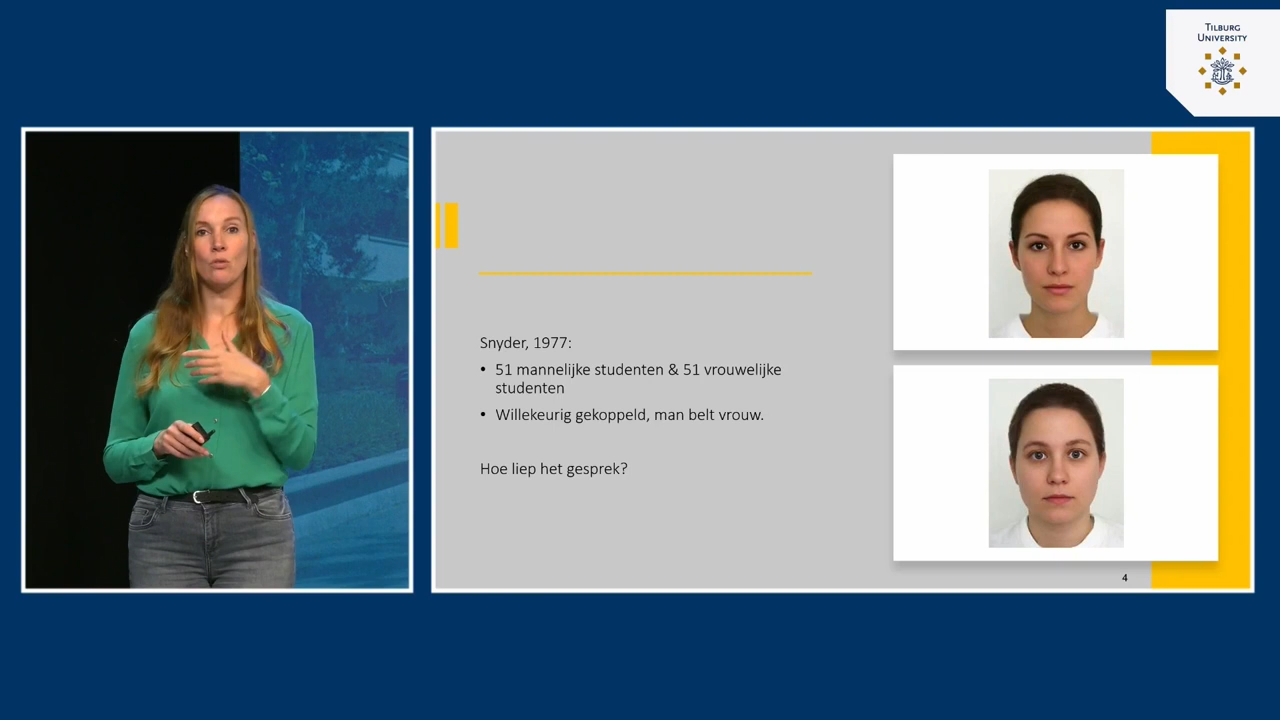 TILBURG
UNIVERSITY
Snyder, 1977:
• 51 mannelijke studenten & 51 vrouwelijke
studenten
• Willekeurig gekoppeld, man belt vrouw.
Hoe liep het gesprek?
4